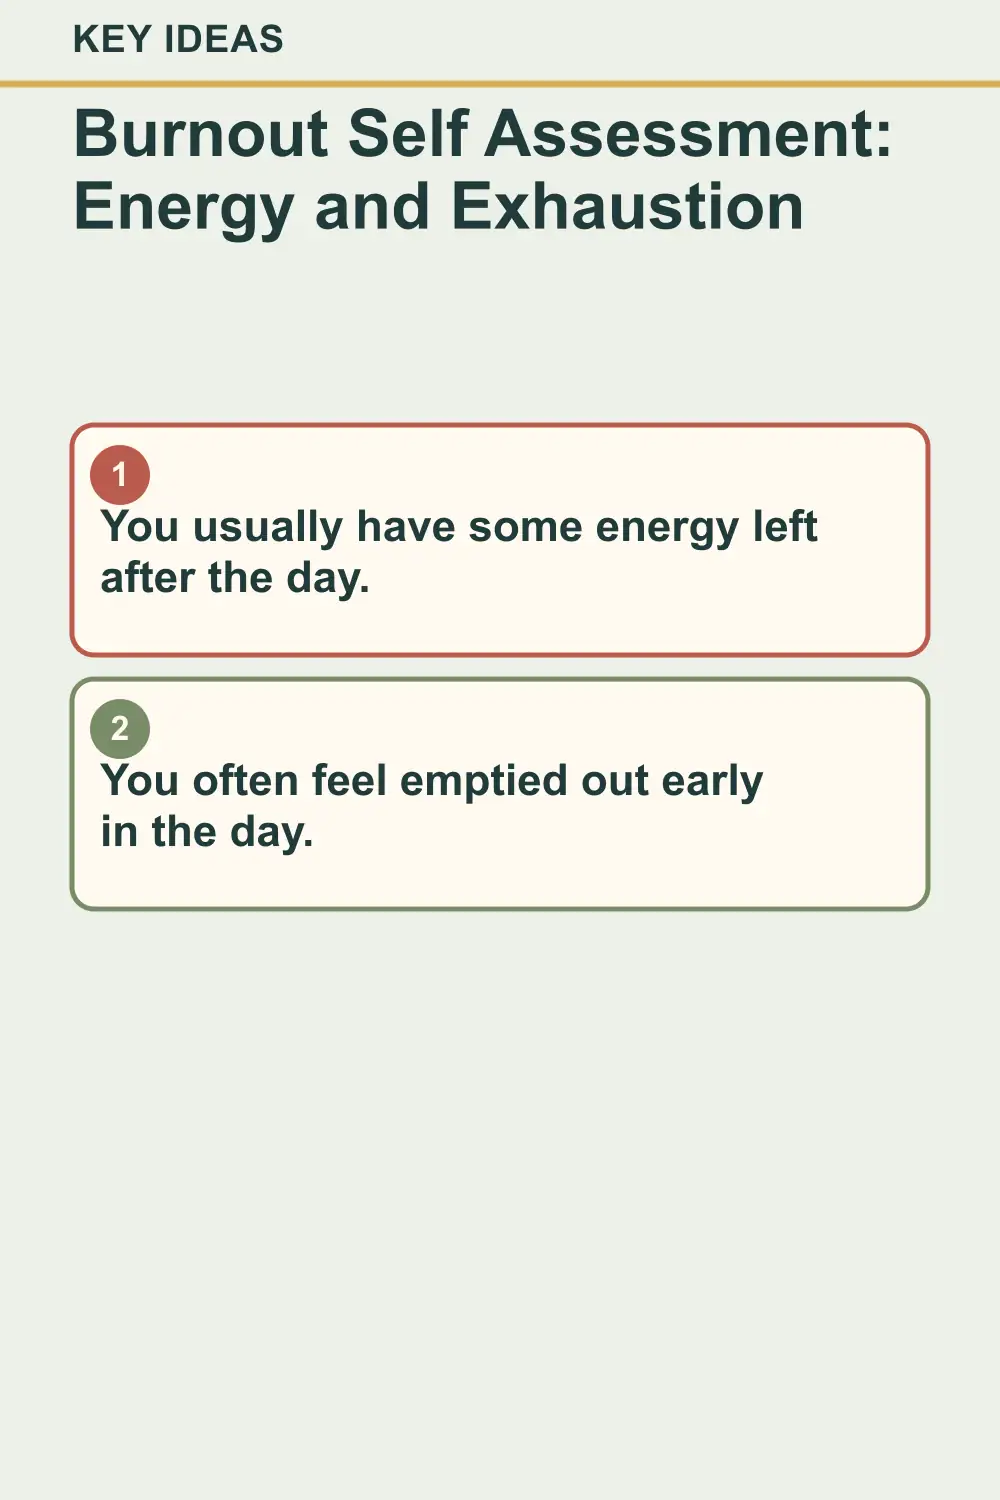 KEY IDEAS
Burnout Self Assessment:
Energy and Exhaustion
1
You usually have some energy left
after the day.
2
You often feel emptied out early
in the day.